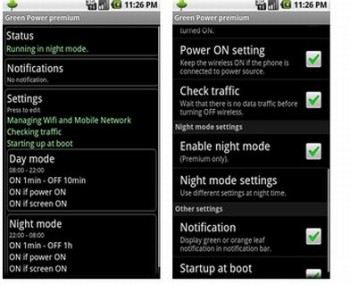 11:26 PM
Green Power premium
Status
Running in night mode.
Notifications
No notification.
Settings
Press to edit
Managing Wifi and Mobile Network
Checking traffic
Starting up at boot
Day mode
08:00 - 22:00
ON 1min - OFF 10min
ON if power ON
ON if screen ON
Night mode
22:00 - 08:00
ON 1min - OFF 1h
ON if power ON
ON if screen ON
11:26 PM
Green Power premium
turned ON.
Power ON setting
Keep the wireless ON if the phone is
connected to power source.
Check traffic
Wait that there is no data traffic before
turning OFF wireless.
Night mode settings
Enable night mode
(Premium only).
Night mode settings
Use different settings at night time.
Other settings
Notification
Display green or orange leaf
notification in notification bar.
Startup at boot